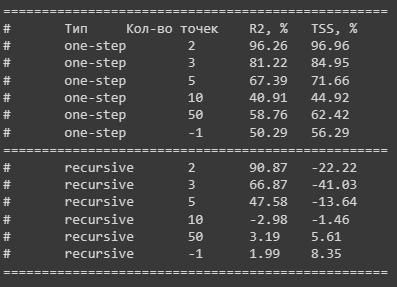 ==================================================
# Тип Кол-во точек R2, % TSS, %
# one-step 2 96.26 96.96
# one-step 3 81.22 84.95
# one-step 5 67.39 71.66
# one-step 10 40.91 44.92
# one-step 50 58.76 62.42
# one-step -1 50.29 56.29
==================================================
# recursive 2 90.87 -22.22
# recursive 3 66.87 -41.03
# recursive 5 47.58 -13.64
# recursive 10 -2.98 -1.46
# recursive 50 3.19 5.61
# recursive -1 1.99 8.35
==================================================